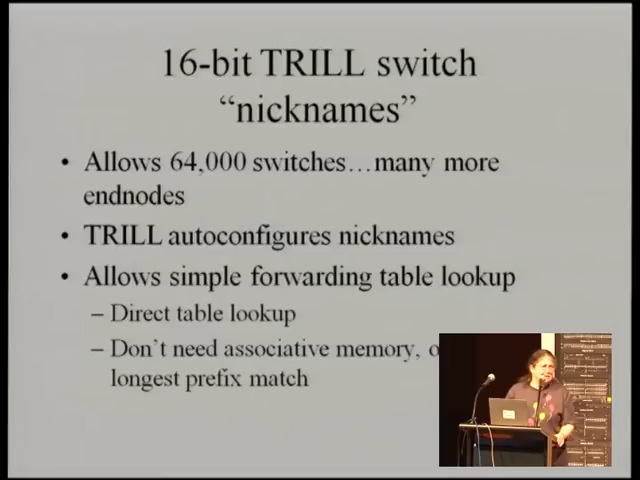 16-bit TRILL switch
“nicknames”
• Allows 64,000 switches…many more
endnodes
• TRILL autoconfigures nicknames
• Allows simple forwarding table lookup
– Direct table lookup
– Don’t need associative memory,
longest prefix match